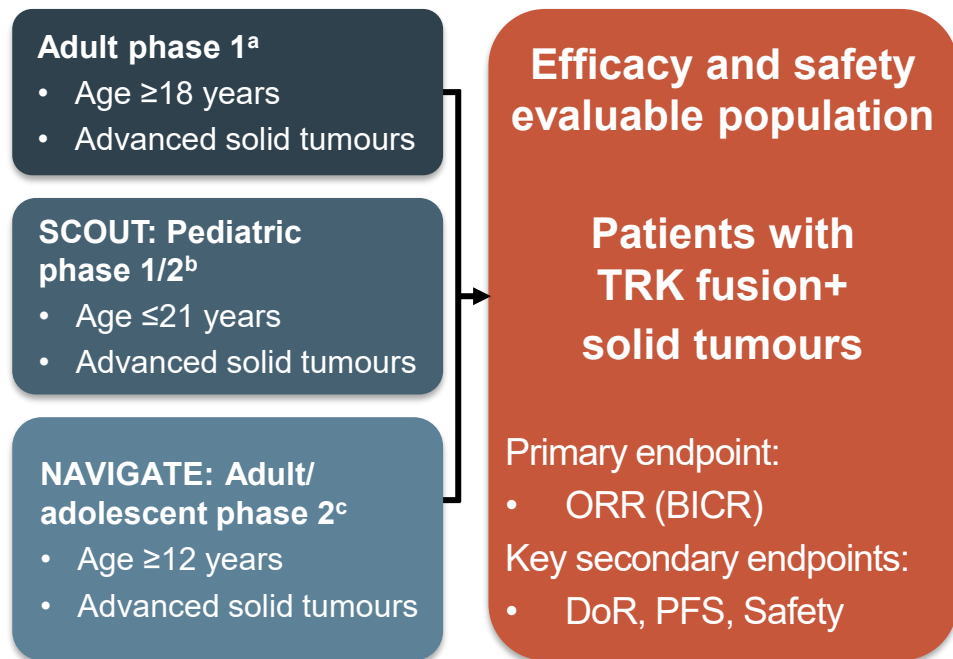 Adult phase 1ᵃ
• Age ≥18 years
• Advanced solid tumours
SCOUT: Pediatric
phase 1/2ᵇ
• Age ≤21 years
• Advanced solid tumours
NAVIGATE: Adult/
adolescent phase 2ᶜ
• Age ≥12 years
• Advanced solid tumours
Efficacy and safety
evaluable population
Patients with
TRK fusion+
solid tumours
Primary endpoint:
• ORR (BICR)
Key secondary endpoints:
• DoR, PFS, Safety